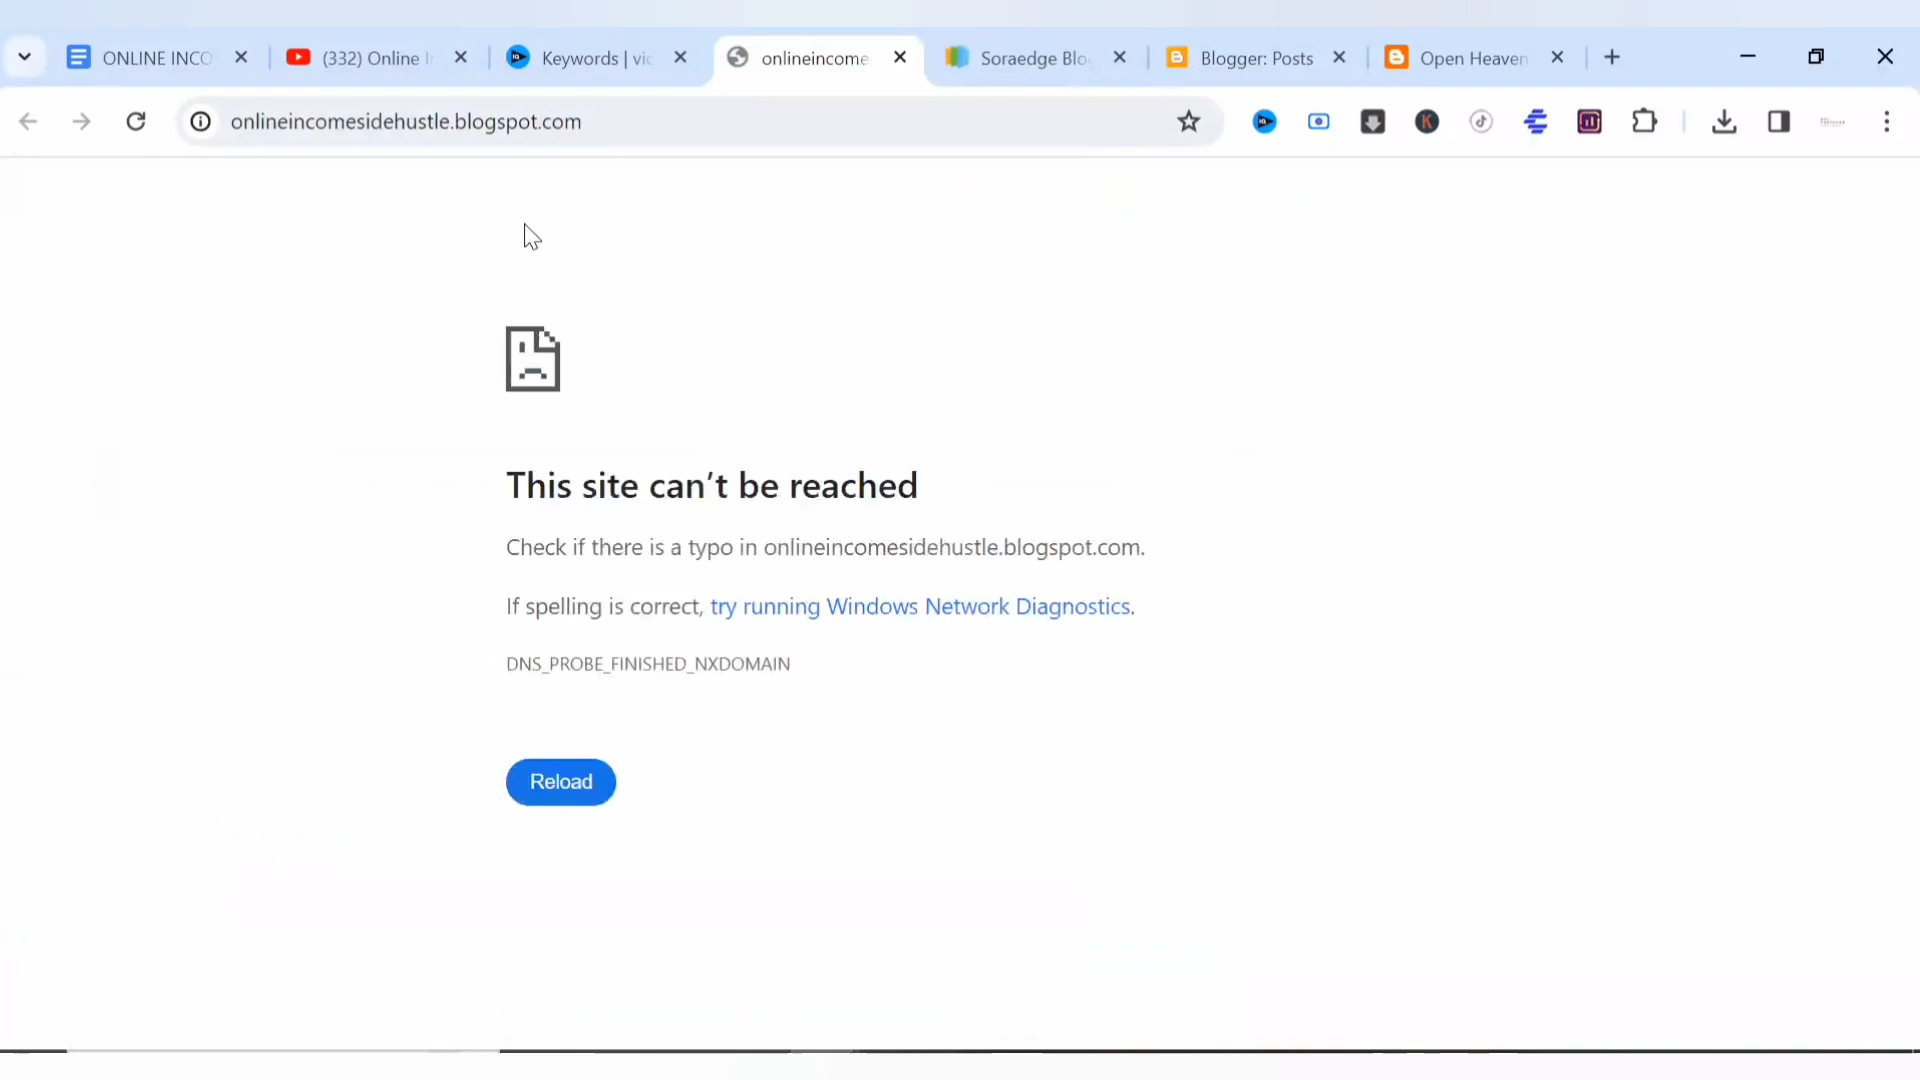 ONLINE INCO
(332) Online I
Keywords | vic
onlineincome
Soraedge Blo
Blogger: Posts
Open Heaven
onlineincomesidehustle.blogspot.com
This site can’t be reached
Check if there is a typo in onlineincomesidehustle.blogspot.com.
If spelling is correct, try running Windows Network Diagnostics.
DNS_PROBE_FINISHED_NXDOMAIN
Reload